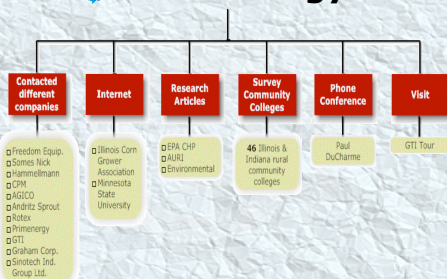 Contacted
different
companies
Internet
Research
Articles
Survey
Community
Colleges
Phone
Conference
Visit
Freedom Equip.
Somes Nick
Hammellmann
CPM
AGICO
Andritz Sprout
Rotex
Primenergy
GTI
Graham Corp.
Sinotech Ind.
Group Ltd.
Illinois Corn
Grower
Association
Minnesota
State
University
EPA CHP
AURI
Environmental
46 Illinois &
Indiana rural
community
colleges
Paul
DuCharme
GTI Tour